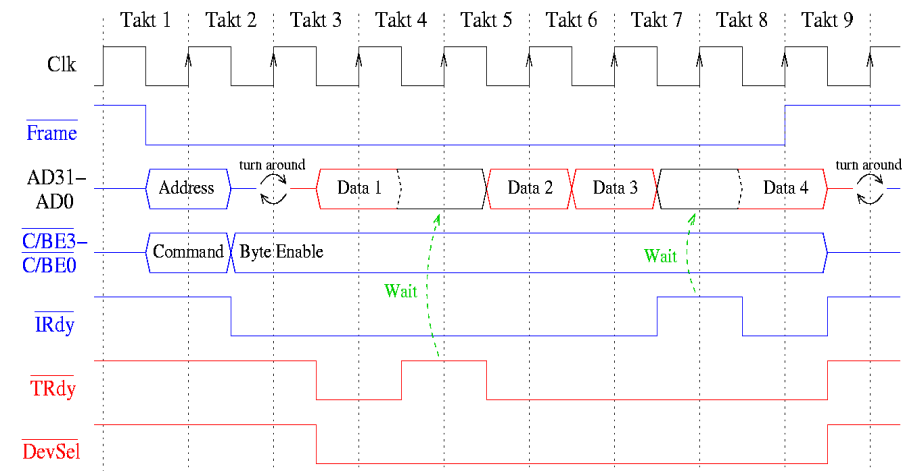 Takt 1 Takt 2 Takt 3 Takt 4 Takt 5 Takt 6 Takt 7 Takt 8 Takt 9
Clk
Frame
turn around turn around
AD31–
AD0
Address Data 1 Data 2 Data 3 Data 4
C/BE3–
C/BE0
Command Byte Enable
Wait
Wait
IRdy
TRdy
DevSel